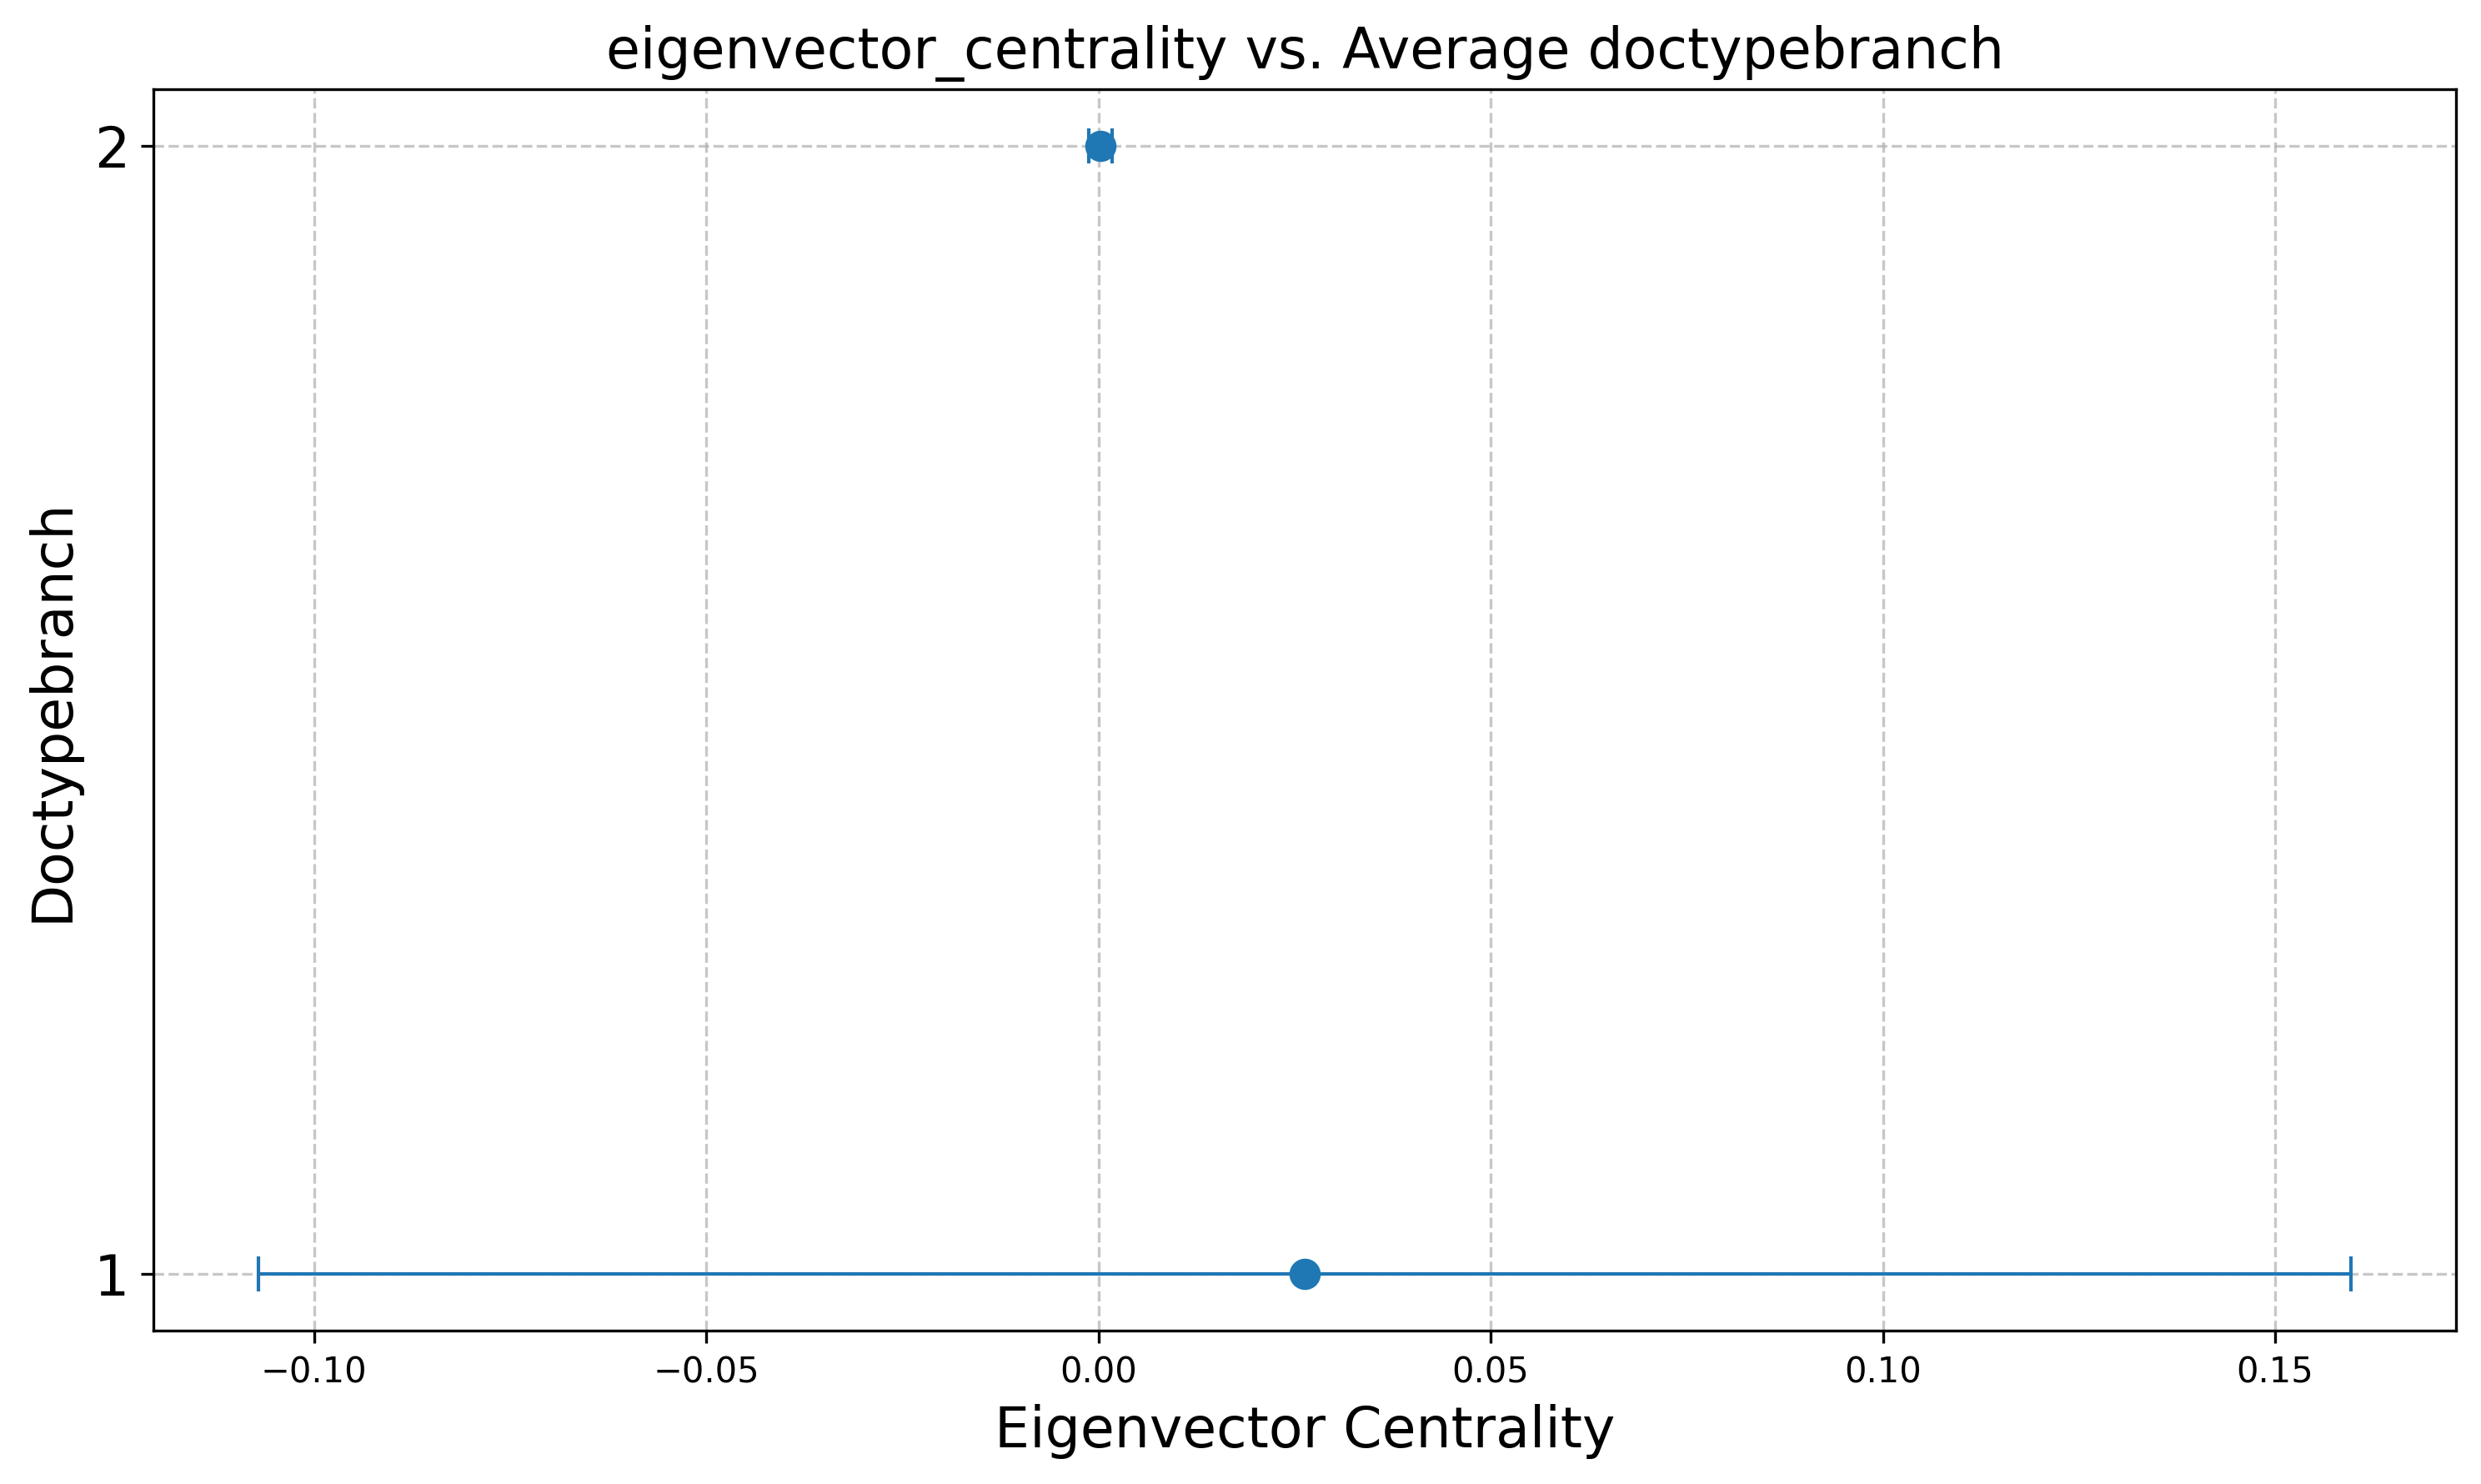 eigenvector_centrality vs. Average doctypebranch
2
Doctypebranch
1
−0.10 −0.05 0.00 0.05 0.10 0.15
Eigenvector Centrality